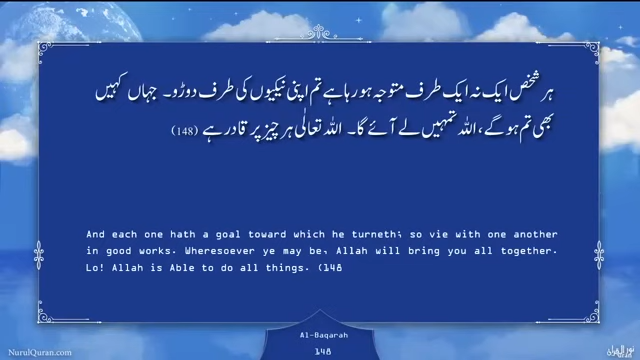 ہر شخص ایک نہ ایک طرف متوجہ ہو رہا ہے تم اپنی نیکیوں کی طرف دوڑو۔ جہاں کہیں
بھی تم ہو گے، اللہ تمہیں لے آئے گا۔ اللہ تعالٰی ہر چیز پر قادر ہے (148)
And each one hath a goal toward which he turneth; so vie with one another
in good works. Wheresoever ye may be, Allah will bring you all together.
Lo! Allah is Able to do all things. (148
Al-Baqarah
148
NurulQuran.com